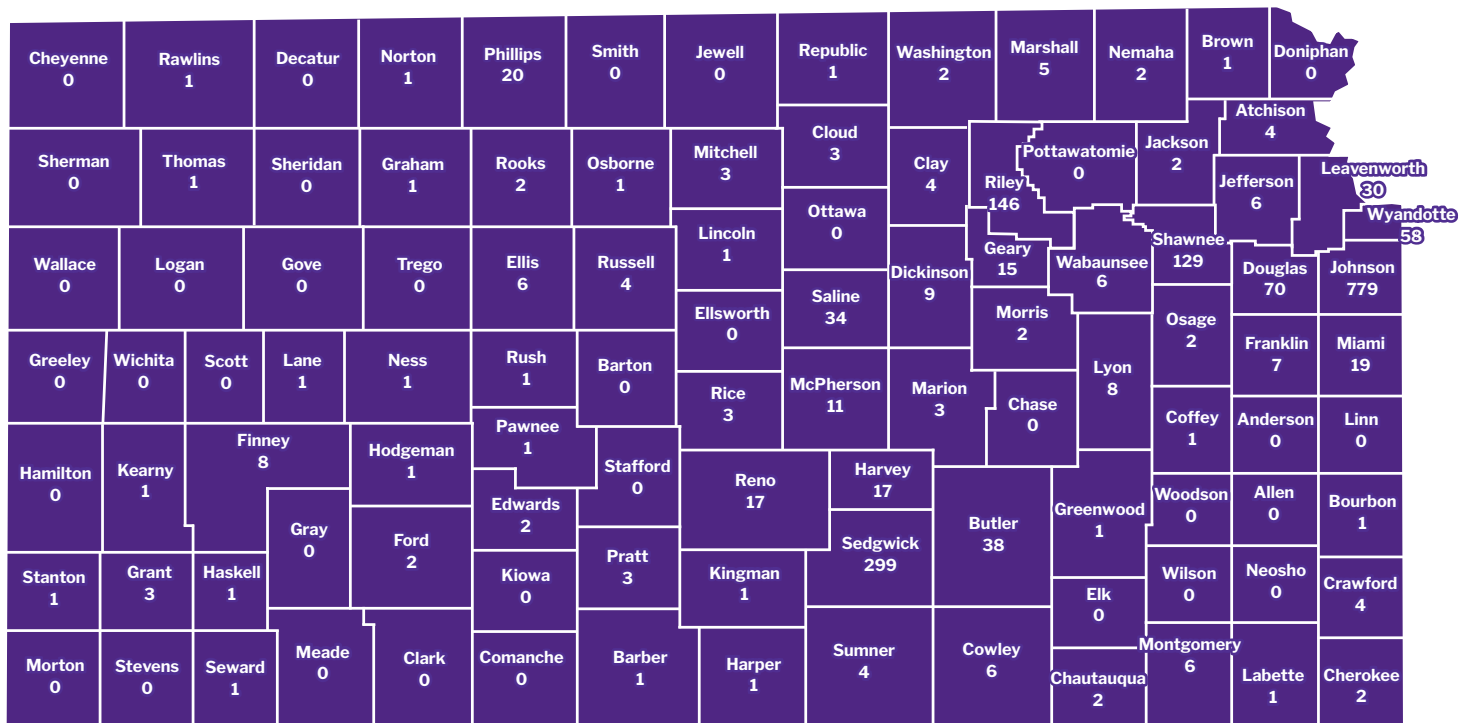 Cheyenne
0
Rawlins
1
Decatur
0
Norton
1
Phillips
20
Smith
0
Jewell
0
Republic
1
Washington
2
Marshall
5
Nemaha
2
Brown
1
Doniphan
0
Sherman
0
Thomas
1
Sheridan
0
Graham
1
Rooks
2
Osborne
1
Mitchell
3
Cloud
3
Clay
4
Riley
146
Pottawatomie
0
Jackson
2
Atchison
4
Jefferson
6
Leavenworth
30
Wyandotte
58
Wallace
0
Logan
0
Gove
0
Trego
0
Ellis
6
Russell
4
Lincoln
1
Ottawa
0
Dickinson
9
Geary
15
Wabaunsee
6
Shawnee
129
Douglas
70
Johnson
779
Ellsworth
0
Saline
34
Morris
2
Osage
2
Franklin
7
Miami
19
Greeley
0
Wichita
0
Scott
0
Lane
1
Ness
1
Rush
1
Barton
0
Rice
3
McPherson
11
Marion
3
Chase
0
Lyon
8
Coffey
1
Anderson
0
Linn
0
Hamilton
0
Kearny
1
Finney
8
Hodgeman
1
Pawnee
1
Stafford
0
Reno
17
Harvey
17
Butler
38
Greenwood
1
Woodson
0
Allen
0
Bourbon
1
Gray
0
Ford
2
Edwards
2
Sedgwick
299
Stanton
1
Grant
3
Haskell
1
Kiowa
0
Pratt
3
Kingman
1
Elk
0
Wilson
0
Neosho
0
Crawford
4
Morton
0
Stevens
0
Seward
1
Meade
0
Clark
0
Comanche
0
Barber
1
Harper
1
Sumner
4
Cowley
6
Chautauqua
2
Montgomery
6
Labette
1
Cherokee
2